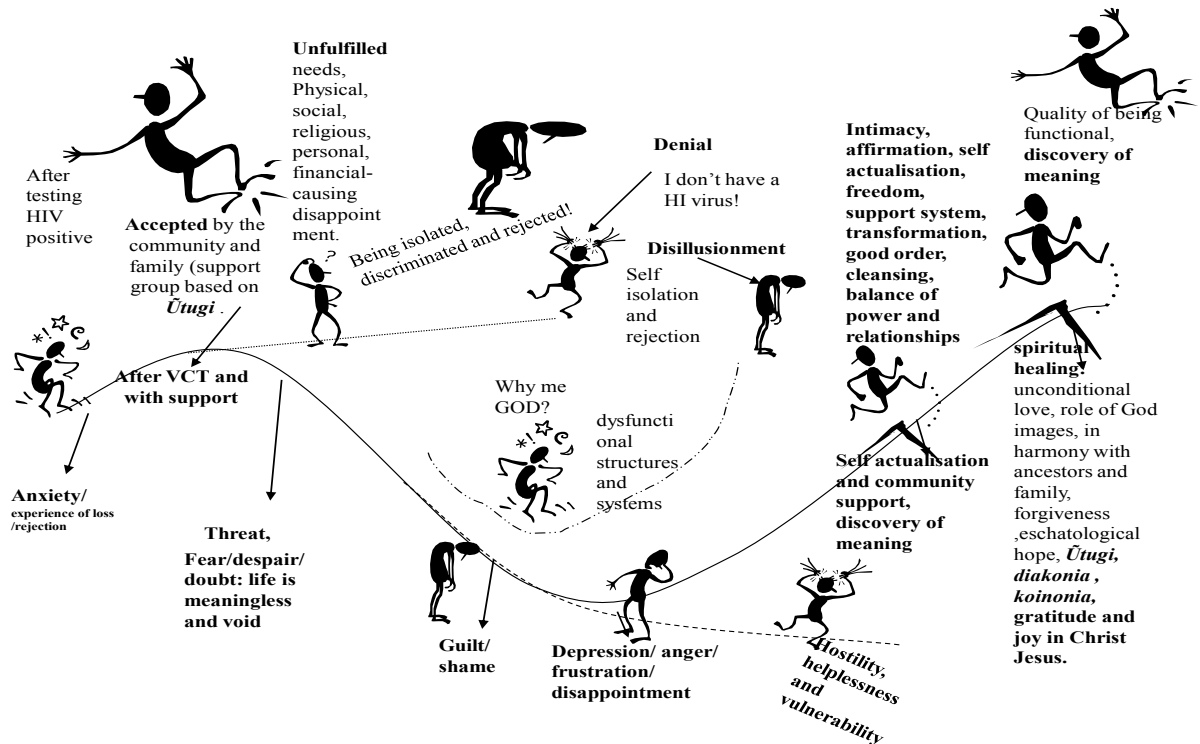 After
testing
HIV
positive
Accepted by the
community and
family (support
group based on
Ũtugi .
Unfulfilled
needs,
Physical,
social,
religious,
personal,
financial-
causing
disappoint
ment.
?
Being isolated,
discriminated and rejected!
Denial
I don’t have a
HI virus!
Disillusionment
Self
isolation
and
rejection
Intimacy,
affirmation, self
actualisation,
freedom,
support system,
transformation,
good order,
cleansing,
balance of
power and
relationships
Quality of being
functional,
discovery of
meaning
*!
After VCT and
with support
Anxiety/
experience of loss
/rejection
Threat,
Fear/despair/
doubt: life is
meaningless
and void
Why me
GOD?
*!
dysfuncti
onal
structures
and
systems
Guilt/
shame
Depression/ anger/
frustration/
disappointment
Hostility,
helplessness
and
vulnerability
Self actualisation
and community
support,
discovery of
meaning
spiritual
healing:
unconditional
love, role of God
images, in
harmony with
ancestors and
family,
forgiveness
,eschatological
hope, Ũtugi,
diakonia ,
koinonia,
gratitude and
joy in Christ
Jesus.